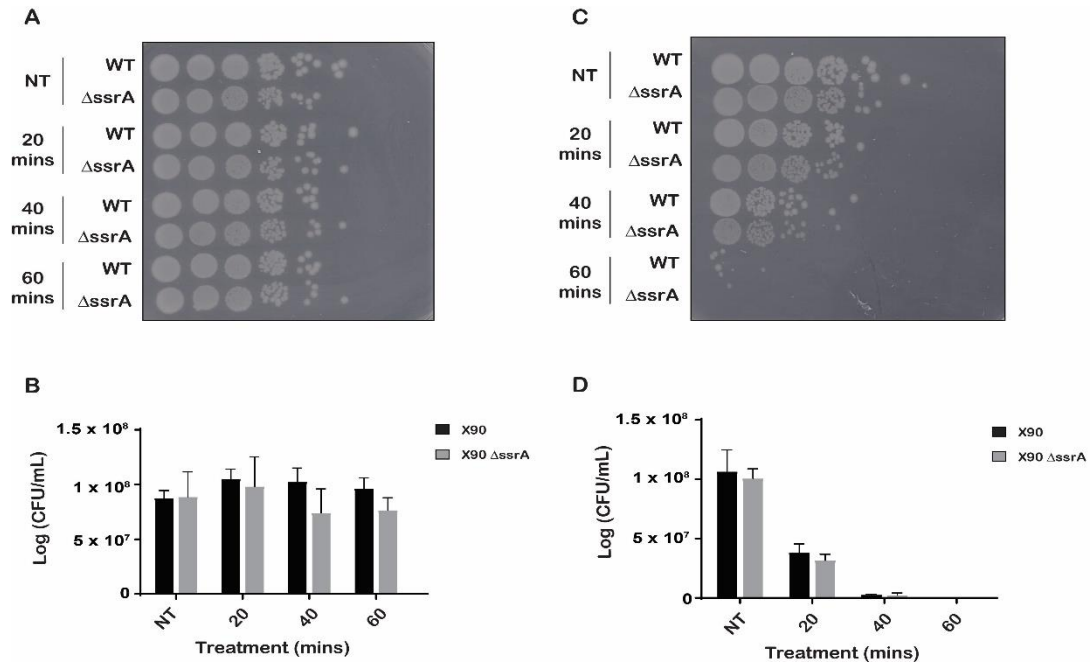 A
NT
WT
ΔssrA
20 mins
WT
ΔssrA
40 mins
WT
ΔssrA
60 mins
WT
ΔssrA
C
NT
WT
ΔssrA
20 mins
WT
ΔssrA
40 mins
WT
ΔssrA
60 mins
WT
ΔssrA
B
1.5 x 10⁸
1 x 10⁸
5 x 10⁷
0
Log (CFU/mL)
NT
20
40
60
Treatment (mins)
X90
X90 ΔssrA
D
1.5 x 10⁸
1 x 10⁸
5 x 10⁷
0
Log (CFU/mL)
NT
20
40
60
Treatment (mins)
X90
X90 ΔssrA